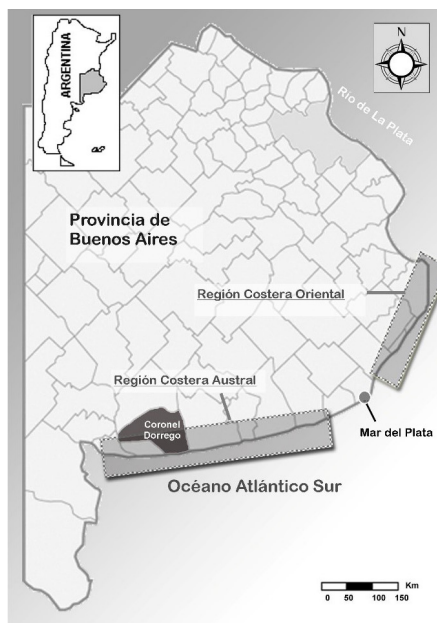 ARGENTINA
N
Río de La Plata
Provincia de
Buenos Aires
Región Costera Oriental
Región Costera Austral
Coronel
Dorrego
Mar del Plata
Océano Atlántico Sur
Km
0 50 100 150